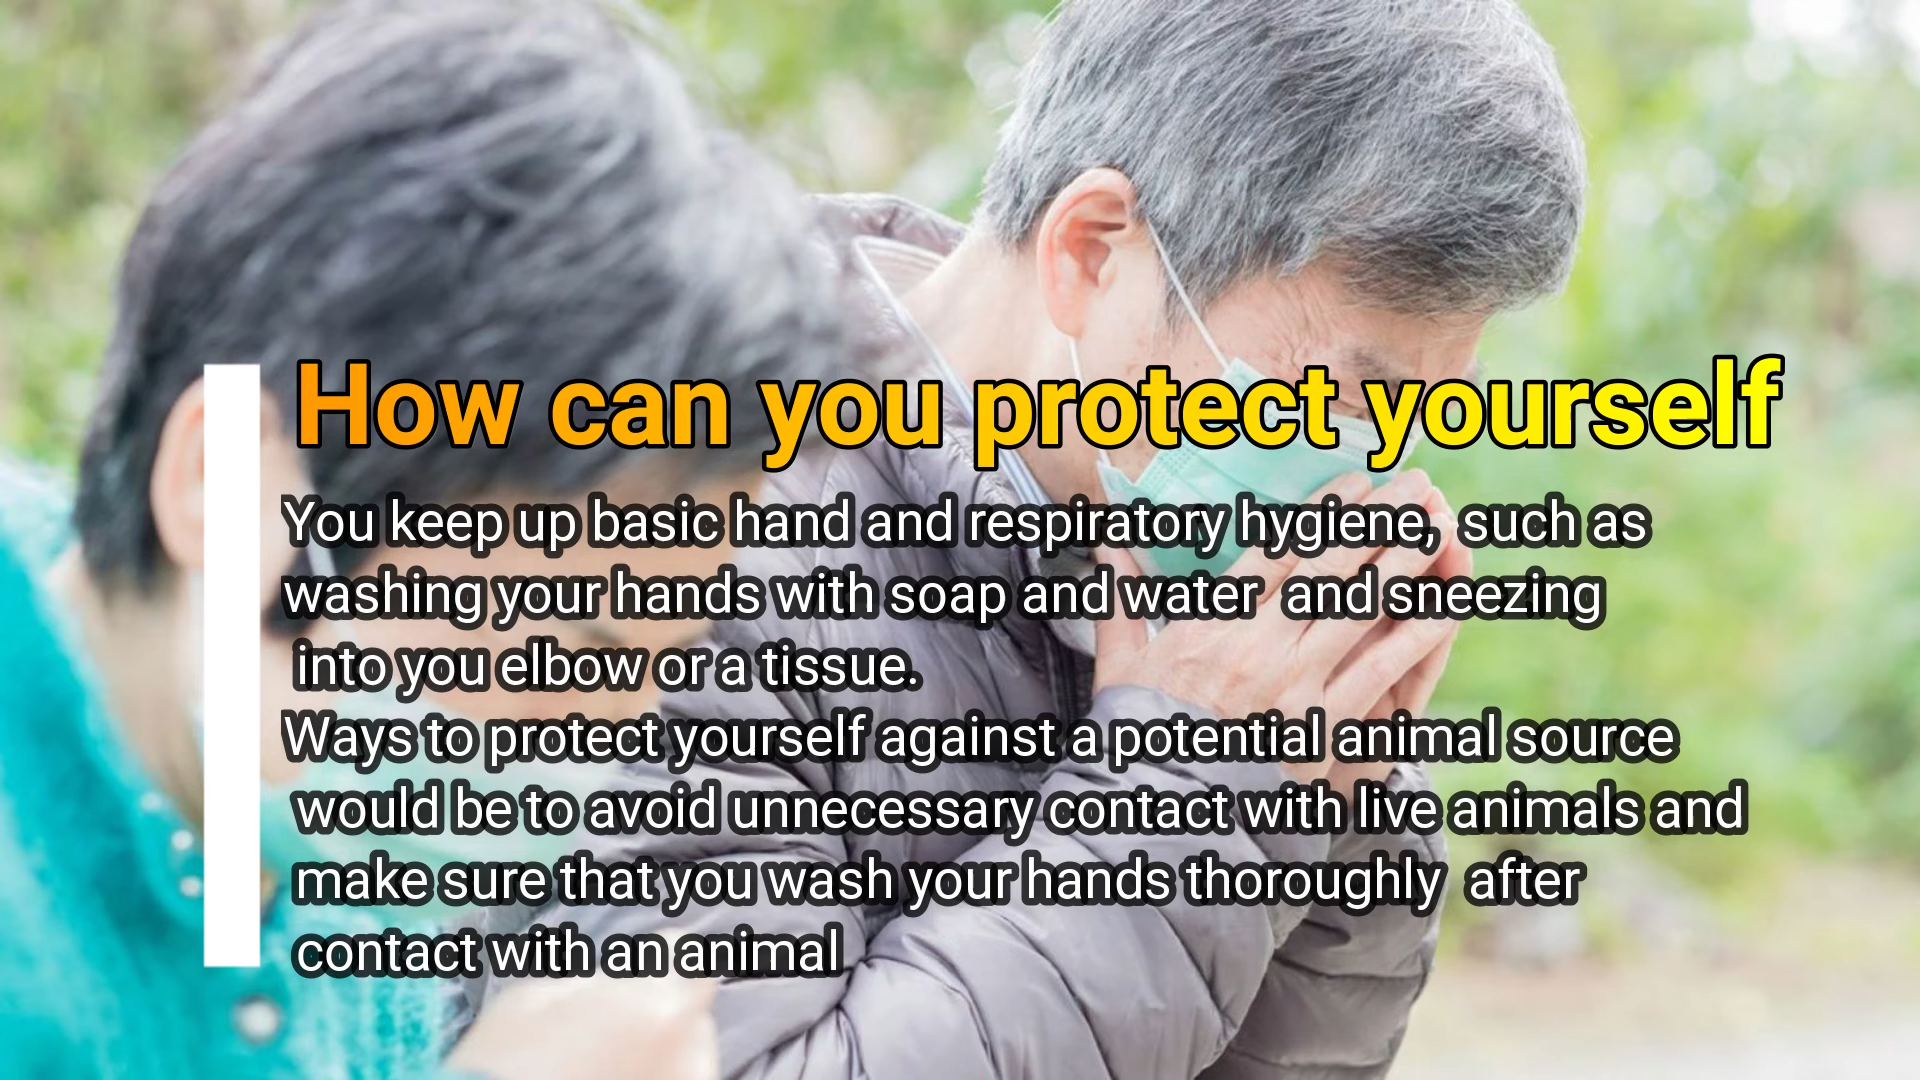 How can you protect yourself
You keep up basic hand and respiratory hygiene,  such as
washing your hands with soap and water  and sneezing
into you elbow or a tissue.
Ways to protect yourself against a potential animal source
would be to avoid unnecessary contact with live animals and
make sure that you wash your hands thoroughly  after
contact with an animal